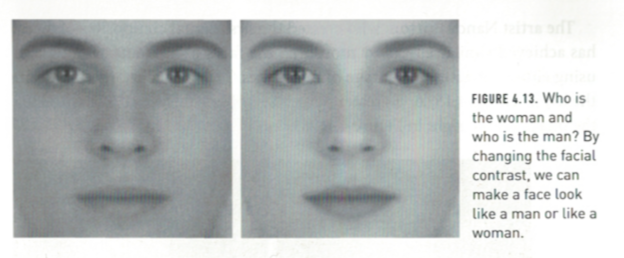 FIGURE 4.13. Who is
the woman and
who is the man? By
changing the facial
contrast, we can
make a face look
like a man or like a
woman.